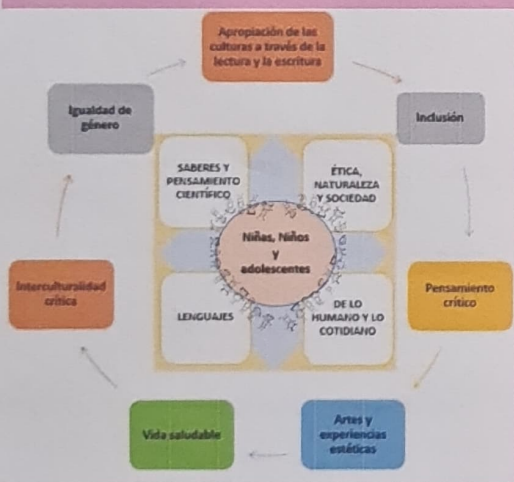 Apropiación de las
culturas a través de la
lectura y la escritura
Inclusión
Pensamiento
crítico
Artes y
experiencias
estéticas
Vida saludable
Interculturalidad
crítica
Igualdad de
género
SABERES Y
PENSAMIENTO
CIENTÍFICO
ÉTICA,
NATURALEZA
Y SOCIEDAD
Niñas, Niños
y
adolescentes
LENGUAJES
DE LO
HUMANO Y LO
COTIDIANO